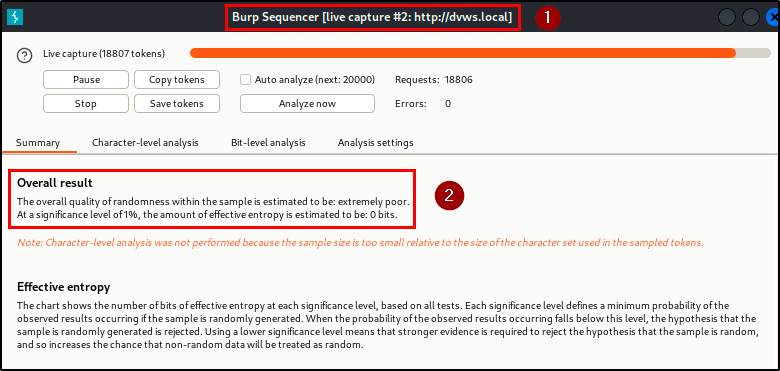 Burp Sequencer [live capture #2: http://dvws.local]
1
? Live capture (18807 tokens)
Pause Copy tokens Auto analyze (next: 20000) Requests: 18806
Stop Save tokens Analyze now Errors: 0
Summary Character-level analysis Bit-level analysis Analysis settings
Overall result
The overall quality of randomness within the sample is estimated to be: extremely poor.
At a significance level of 1%, the amount of effective entropy is estimated to be: 0 bits.
2
Note: Character-level analysis was not performed because the sample size is too small relative to the size of the character set used in the sampled tokens.
Effective entropy
The chart shows the number of bits of effective entropy at each significance level, based on all tests. Each significance level defines a minimum probability of the
observed results occurring if the sample is randomly generated. When the probability of the observed results occurring falls below this level, the hypothesis that the
sample is randomly generated is rejected. Using a lower significance level means that stronger evidence is required to reject the hypothesis that the sample is random,
and so increases the chance that non-random data will be treated as random.